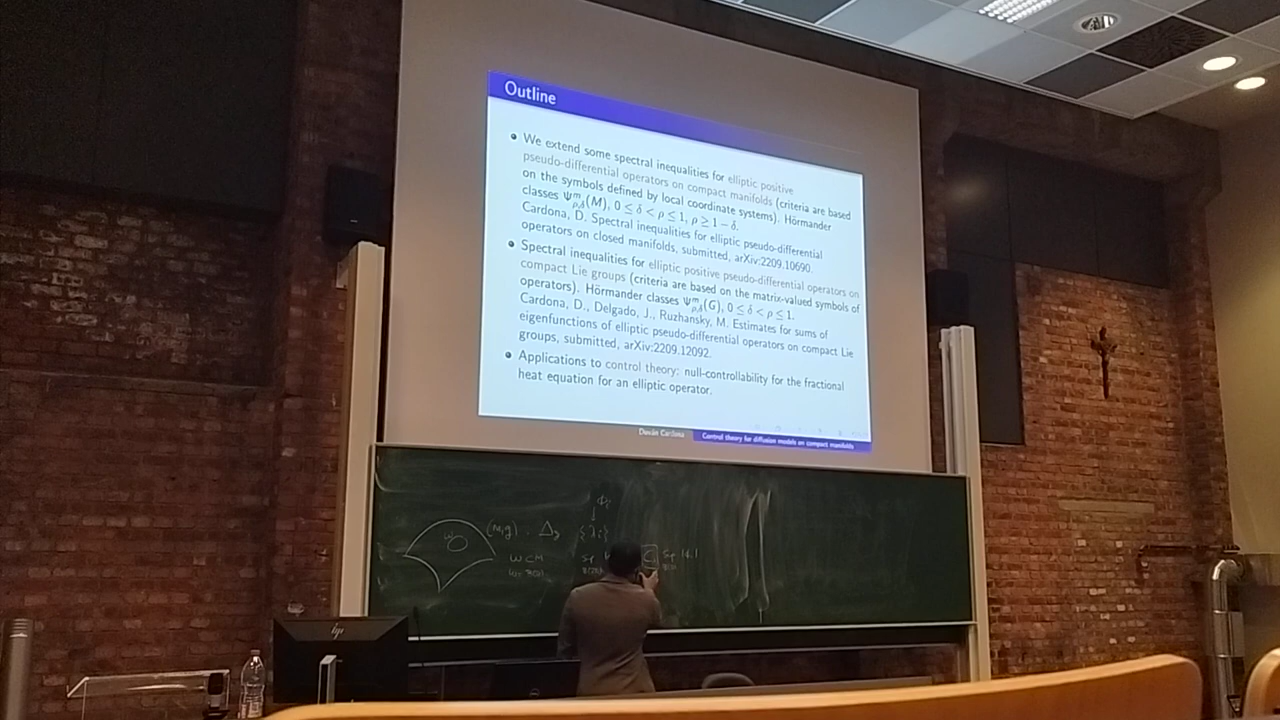 Outline
• We extend some spectral inequalities for elliptic positive
pseudo-differential operators on compact manifolds (criteria are based
on the symbols defined by local coordinate systems). Hörmander
classes Ψ^m_{ρ,δ}(M), 0 ≤ δ < ρ ≤ 1, ρ ≥ 1 − δ.
Cardona, D. Spectral inequalities for elliptic pseudo-differential
operators on closed manifolds, submitted, arXiv:2209.10690.
• Spectral inequalities for elliptic positive pseudo-differential operators on
compact Lie groups (criteria are based on the matrix-valued symbols of
operators). Hörmander classes Ψ^m_{ρ,δ}(G), 0 ≤ δ < ρ ≤ 1.
Cardona, D., Delgado, J., Ruzhansky, M. Estimates for sums of
eigenfunctions of elliptic pseudo-differential operators on compact Lie
groups, submitted, arXiv:2209.12092.
• Applications to control theory: null-controllability for the fractional
heat equation for an elliptic operator.
Duván Cardona Control theory for diffusion models on compact manifolds
ϕ_i
ω (M,g) . Δ_g {λ_i}
ω⊂M
hp